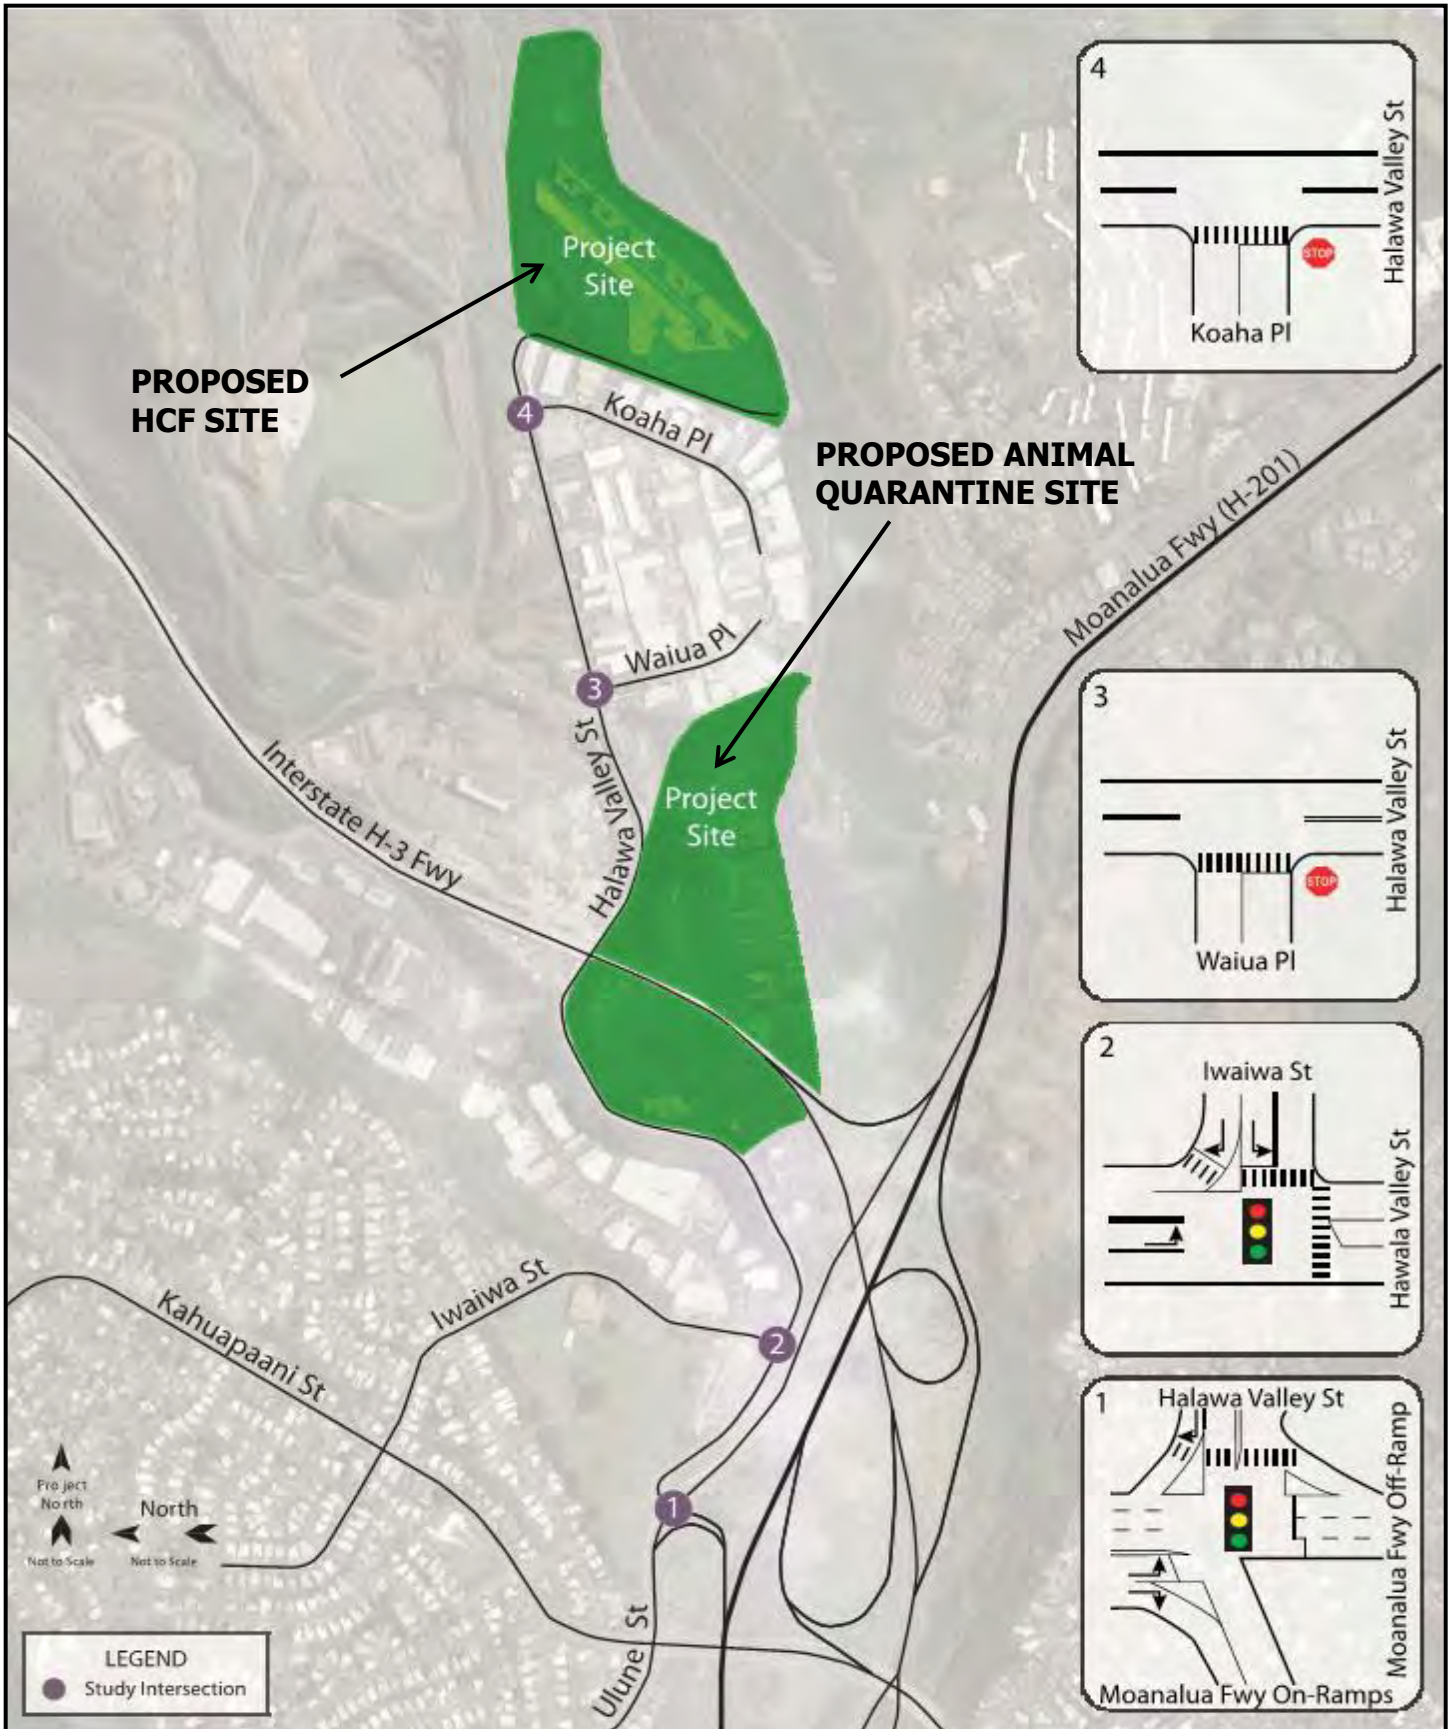 4
Halawa Valley St
STOP
Koaha Pl
Project
Site
PROPOSED
HCF SITE
4
Koaha Pl
PROPOSED ANIMAL
QUARANTINE SITE
Moanalua Fwy (H-201)
Waiua Pl
3
Halawa Valley St
Interstate H-3 Fwy
Project
Site
3
Halawa Valley St
STOP
Waiua Pl
2
Iwaiwa St
Hawala Valley St
Iwaiwa St
Kahuapaani St
2
1
Halawa Valley St
Moanalua Fwy Off-Ramp
Moanalua Fwy On-Ramps
1
Ulune St
Pro ject
No rth
Not to Scale
North
Not to Scale
LEGEND
Study Intersection